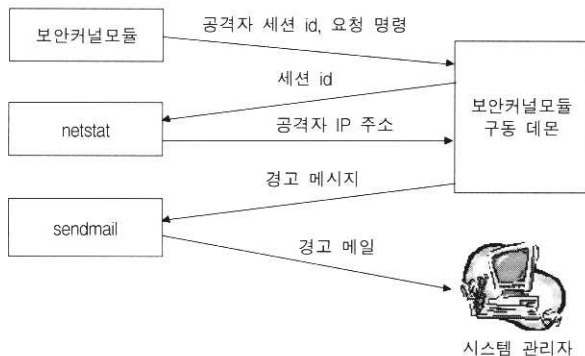 보안커널모듈
공격자 세션 id, 요청 명령
세션 id
보안커널모듈
구동 데몬
netstat
공격자 IP 주소
경고 메시지
sendmail
경고 메일
시스템 관리자